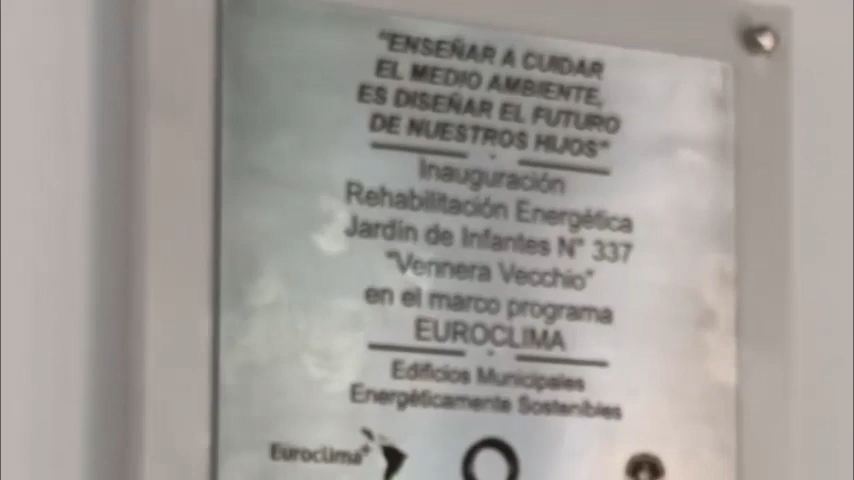 "ENSEÑAR A CUIDAR
EL MEDIO AMBIENTE,
ES DISEÑAR EL FUTURO
DE NUESTROS HIJOS"
Inauguración
Rehabilitación Energética
Jardín de Infantes N° 337
"Vennera Vecchio"
en el marco programa
EUROCLIMA
Edificios Municipales
Energéticamente Sostenibles
Euroclima+